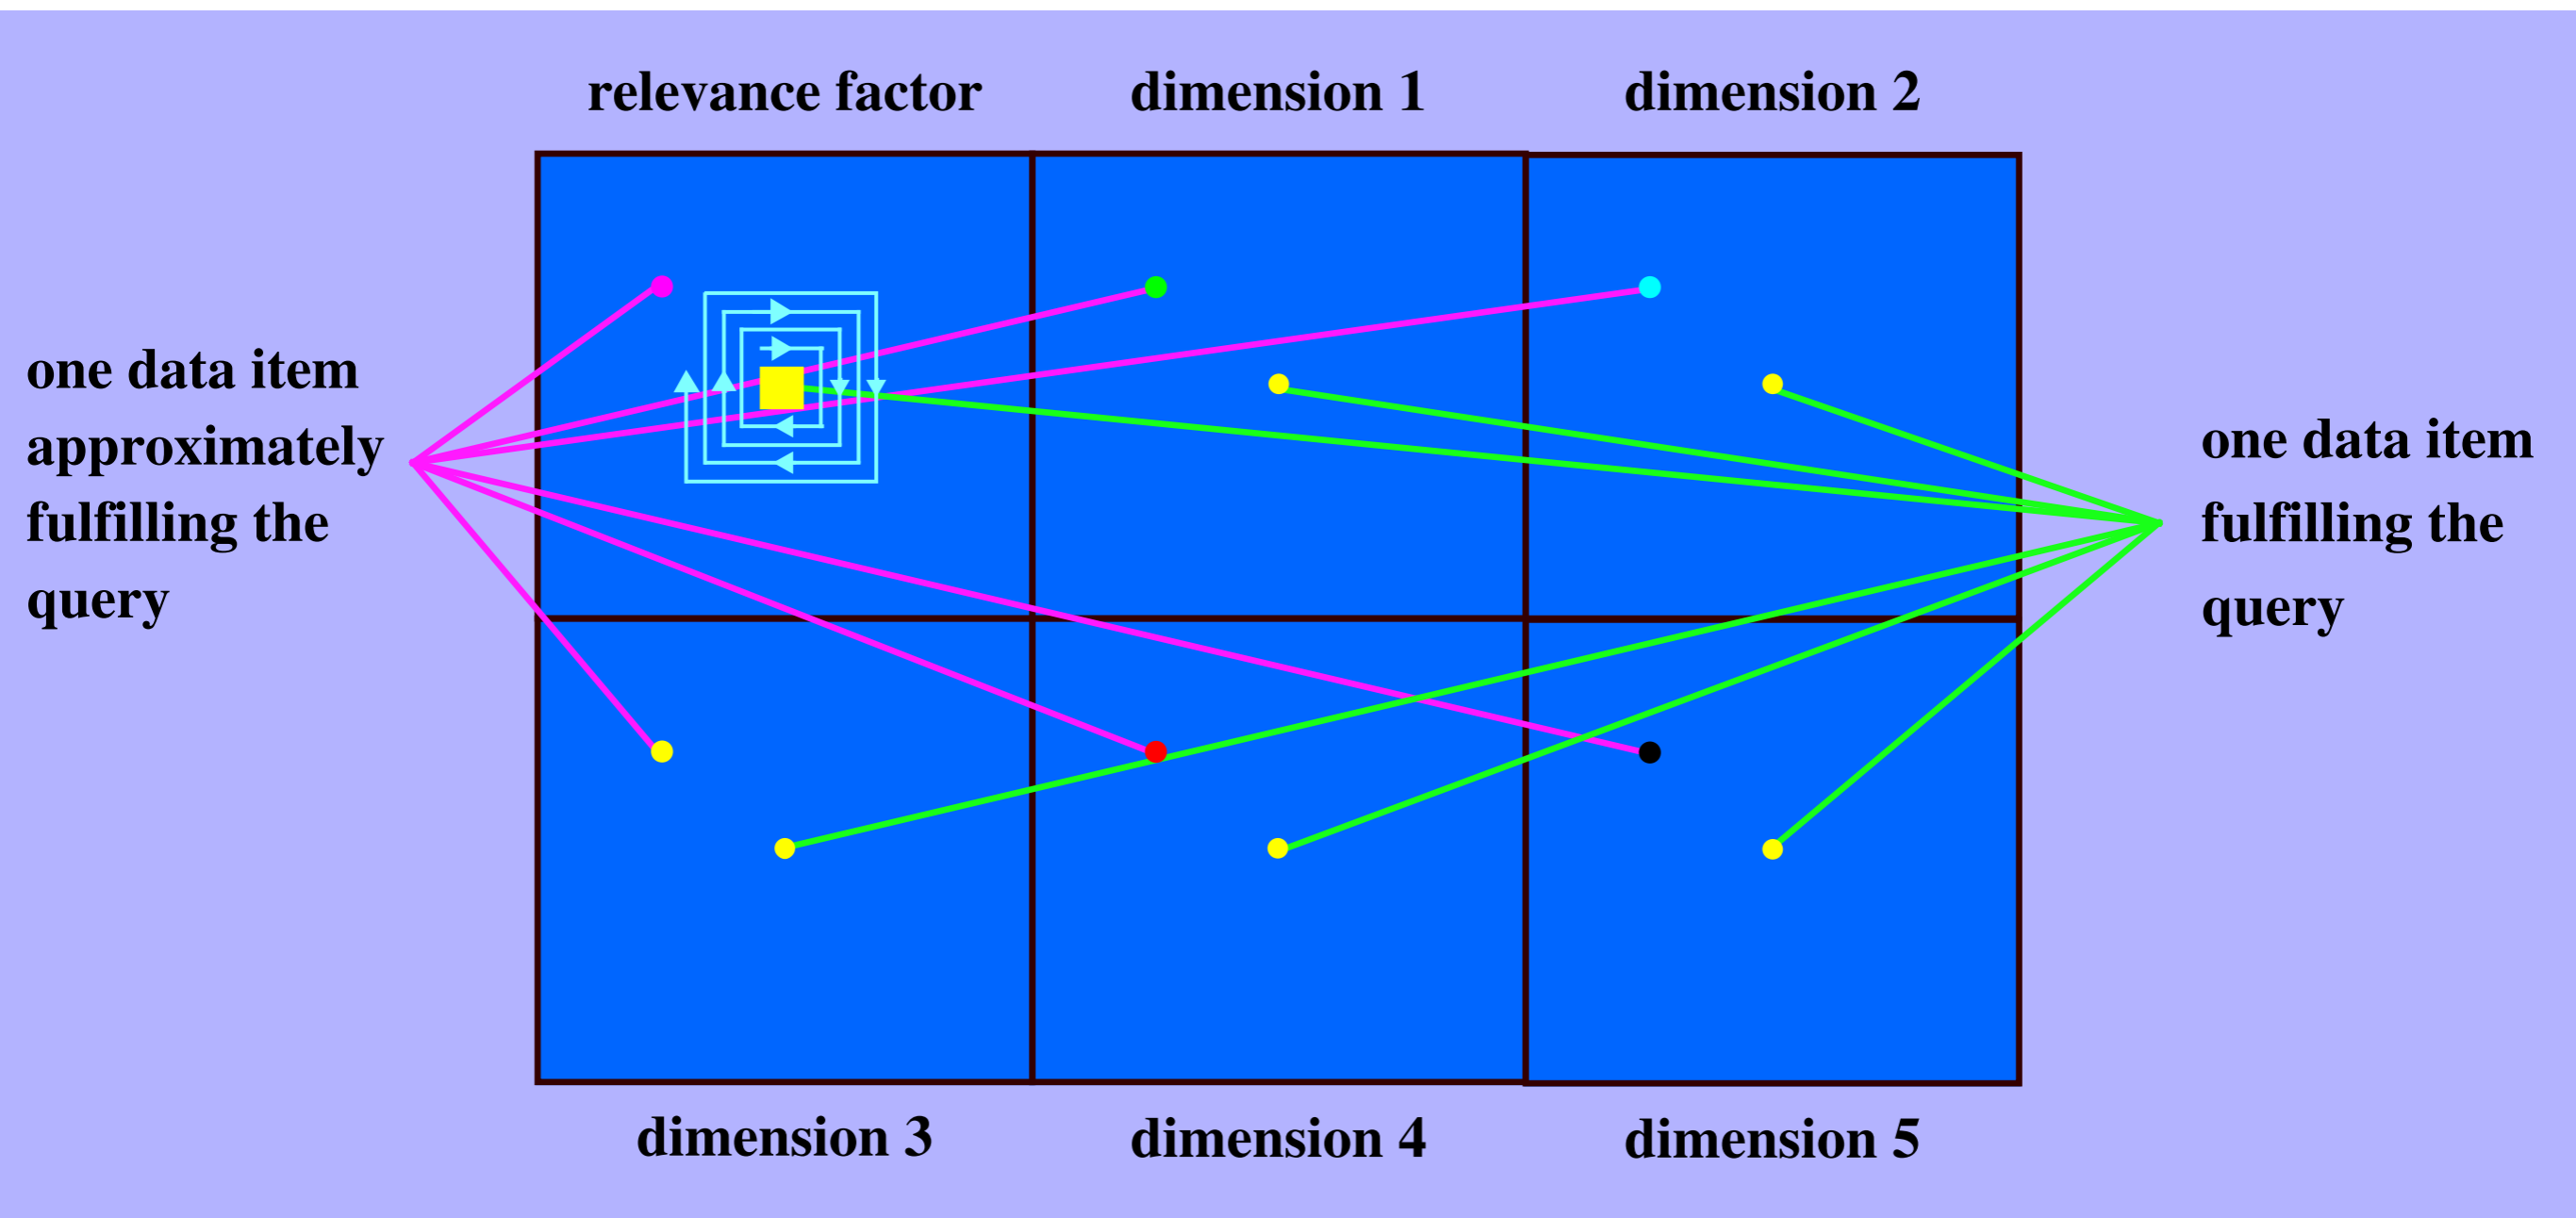 relevance factor
dimension 1
dimension 2
one data item
approximately
fulfilling the
query
one data item
fulfilling the
query
dimension 3
dimension 4
dimension 5